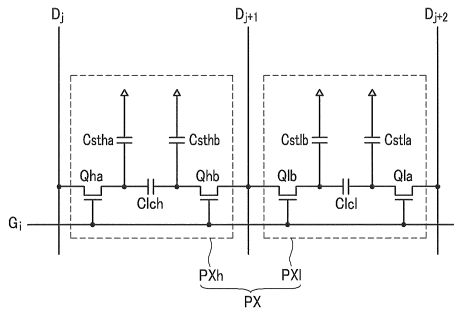 Dj Dj+1 Dj+2
Cstha Csthb Cstlb Cstla
Qha Qhb Qlb Qla
Clch Clcl
Gi
PXh PXl
PX